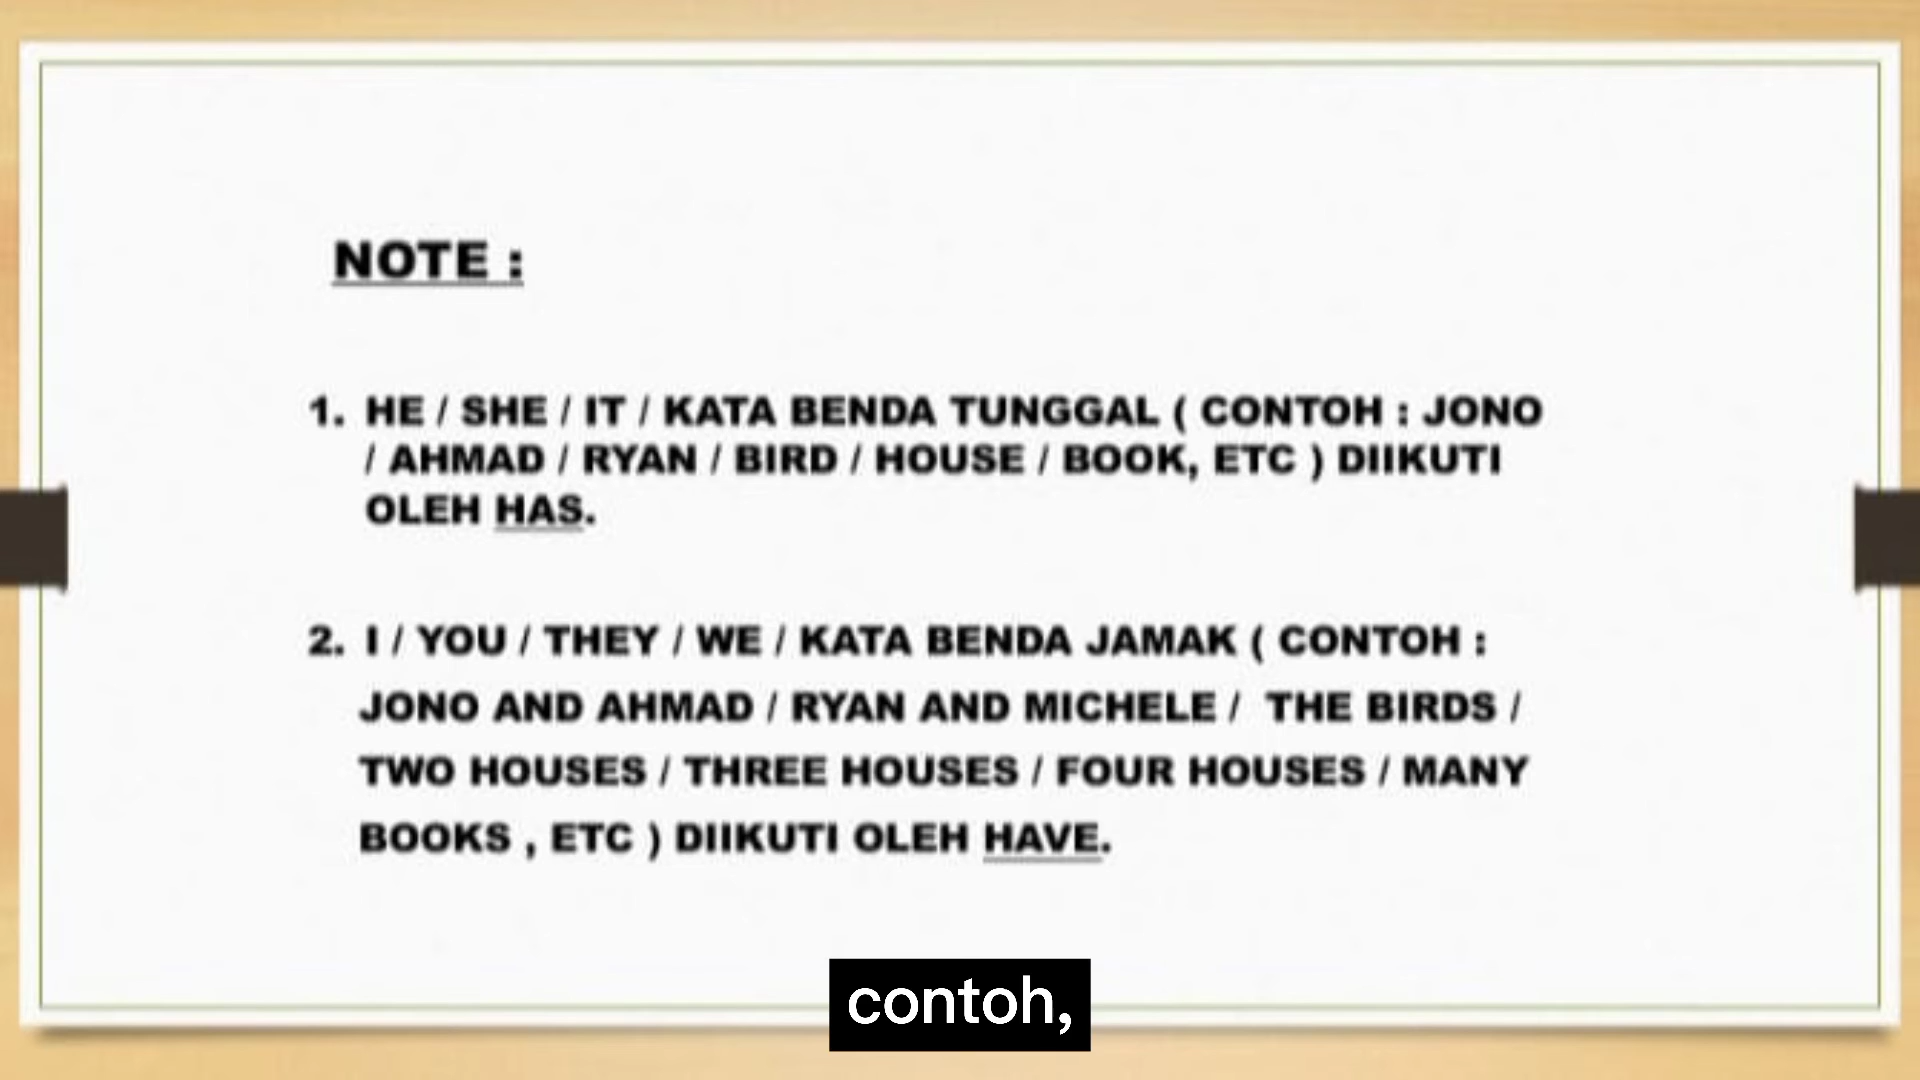 NOTE :
1. HE / SHE / IT / KATA BENDA TUNGGAL ( CONTOH : JONO
/ AHMAD / RYAN / BIRD / HOUSE / BOOK, ETC ) DIIKUTI
OLEH HAS.
2. I / YOU / THEY / WE / KATA BENDA JAMAK ( CONTOH :
JONO AND AHMAD / RYAN AND MICHELE / THE BIRDS /
TWO HOUSES / THREE HOUSES / FOUR HOUSES / MANY
BOOKS , ETC ) DIIKUTI OLEH HAVE.
contoh,